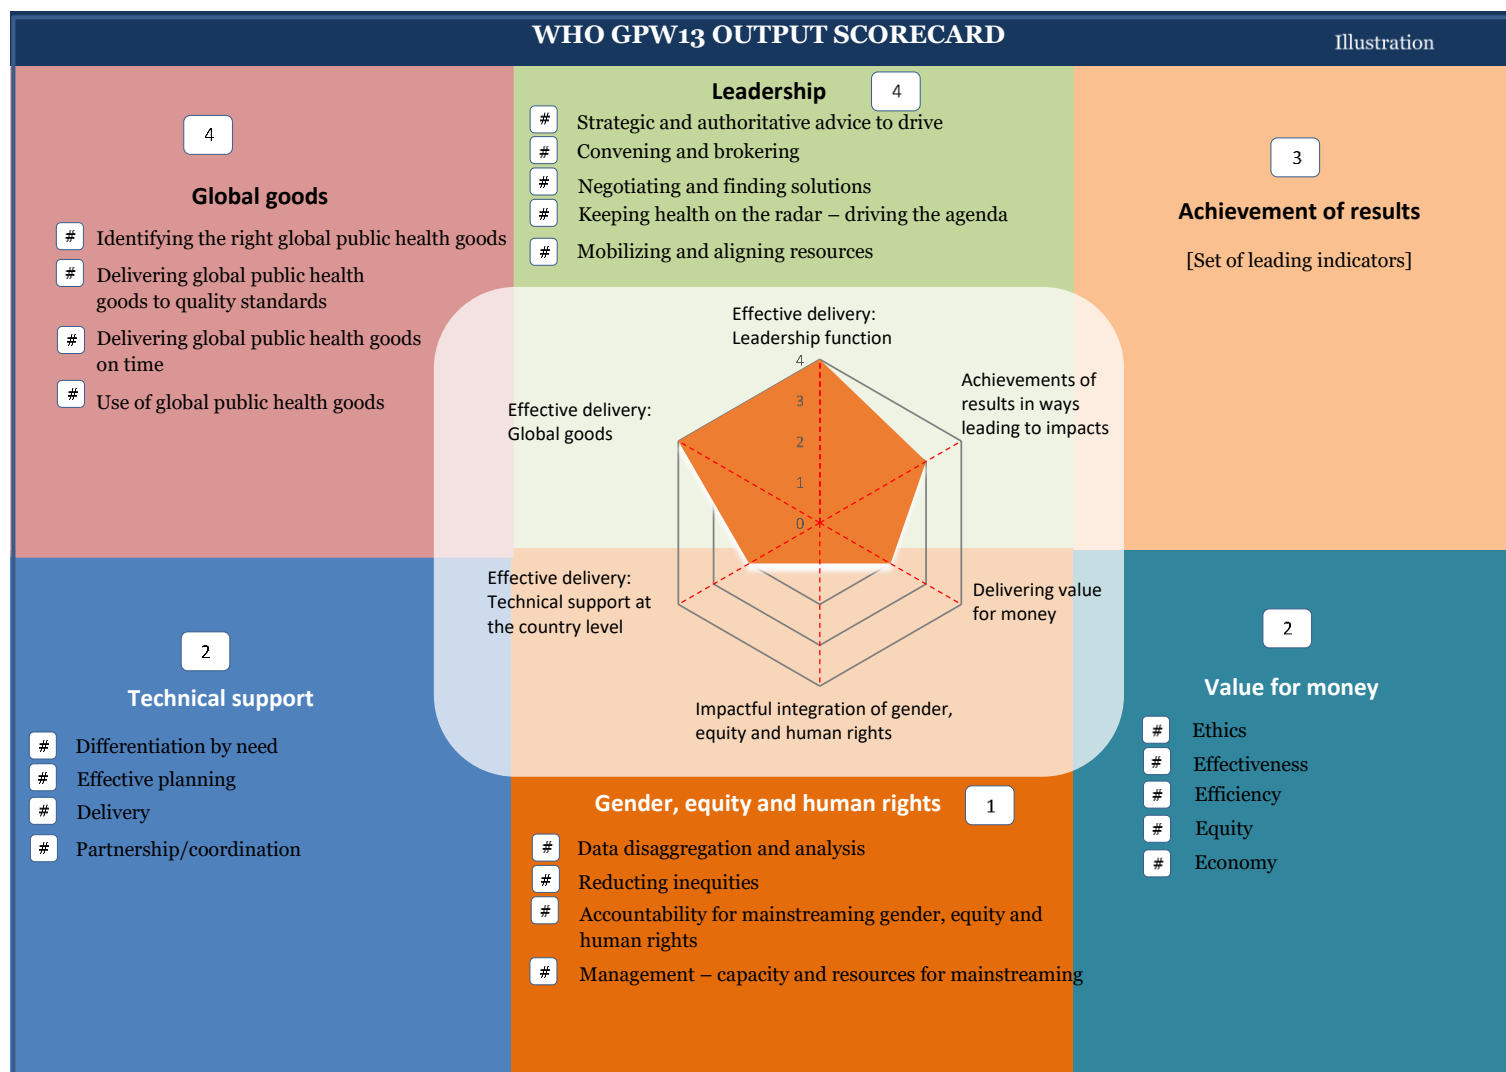 WHO GPW13 OUTPUT SCORECARD
Illustration
4
Global goods
# Identifying the right global public health goods
# Delivering global public health
goods to quality standards
# Delivering global public health goods
on time
# Use of global public health goods
Leadership 4
# Strategic and authoritative advice to drive
# Convening and brokering
# Negotiating and finding solutions
# Keeping health on the radar – driving the agenda
# Mobilizing and aligning resources
3
Achievement of results
[Set of leading indicators]
Effective delivery:
Leadership function
4
3
2
1
0
Achievements of
results in ways
leading to impacts
Effective delivery:
Global goods
Effective delivery:
Technical support at
the country level
Delivering value
for money
Impactful integration of gender,
equity and human rights
2
Technical support
# Differentiation by need
# Effective planning
# Delivery
# Partnership/coordination
Gender, equity and human rights 1
# Data disaggregation and analysis
# Reducting inequities
# Accountability for mainstreaming gender, equity and
human rights
# Management – capacity and resources for mainstreaming
2
Value for money
# Ethics
# Effectiveness
# Efficiency
# Equity
# Economy